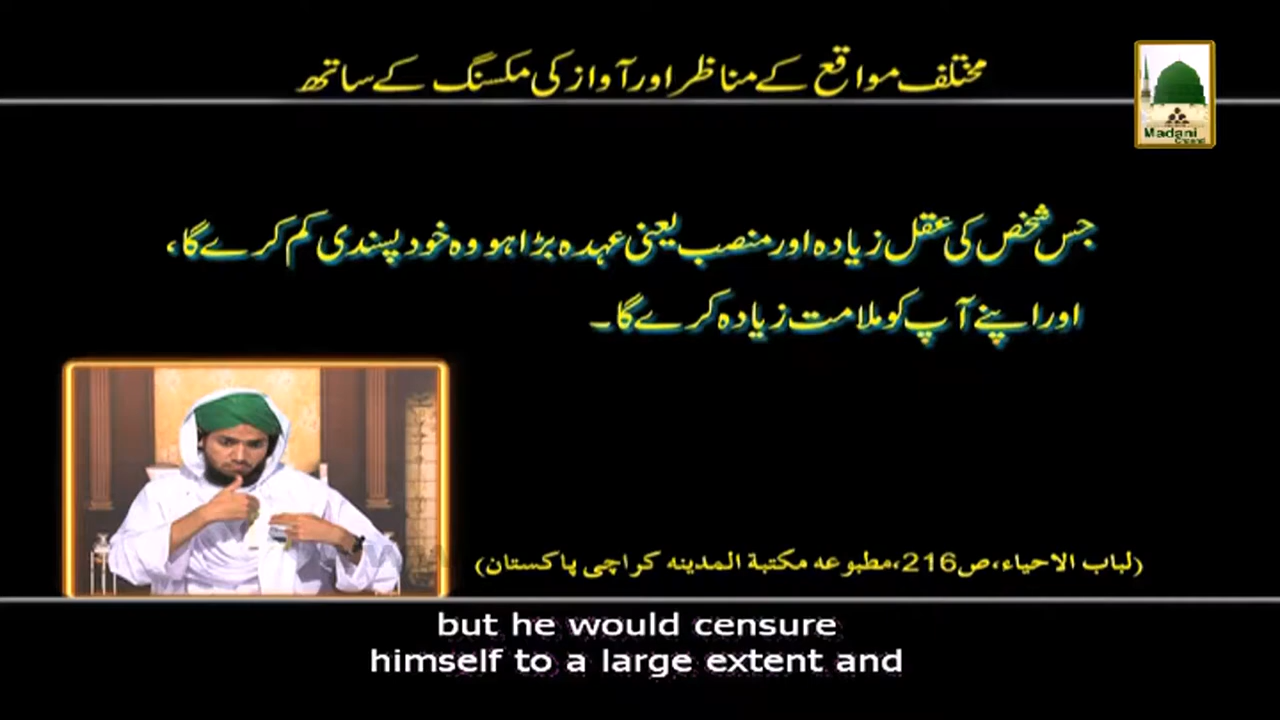 مختلف مواقع کے مناظر اور آواز کی مکسنگ کے ساتھ
Madani
Channel
جس شخص کی عقل زیادہ اور منصب یعنی عہدہ بڑا ہو وہ خود پسندی کم کرے گا،
اور اپنے آپ کو ملامت زیادہ کرے گا۔
(لباب الاحیاء،ص216،مطبوعہ مکتبۃ المدینہ کراچی پاکستان)
but he would censure
himself to a large extent and